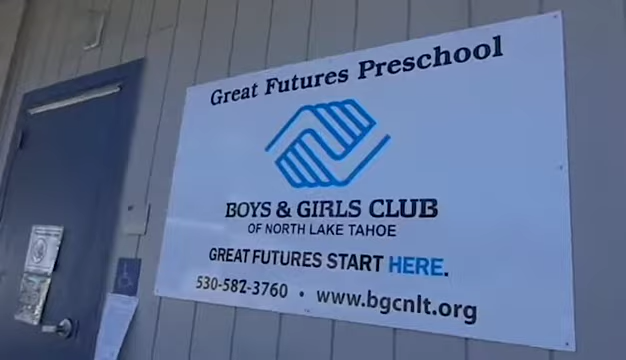 Great Futures Preschool
BOYS & GIRLS CLUB
OF NORTH LAKE TAHOE
GREAT FUTURES START HERE.
530-582-3760 • www.bgcnlt.org